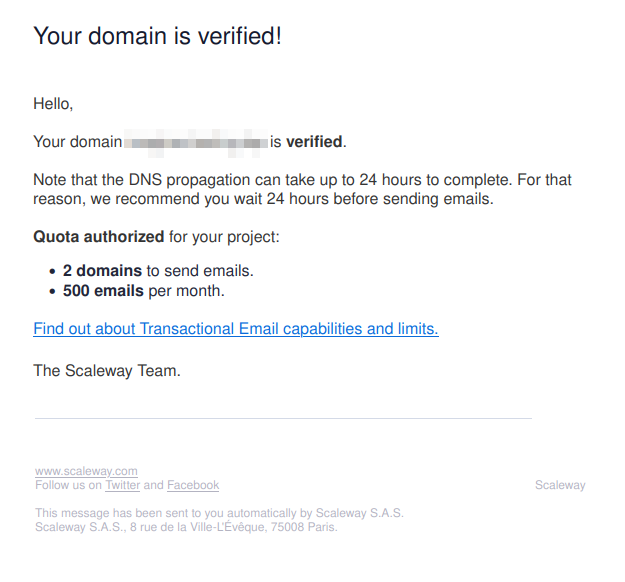 Your domain is verified!
Hello,
Your domain is verified.
Note that the DNS propagation can take up to 24 hours to complete. For that
reason, we recommend you wait 24 hours before sending emails.
Quota authorized for your project:
• 2 domains to send emails.
• 500 emails per month.
Find out about Transactional Email capabilities and limits.
The Scaleway Team.
www.scaleway.com
Follow us on Twitter and Facebook
Scaleway
This message has been sent to you automatically by Scaleway S.A.S.
Scaleway S.A.S., 8 rue de la Ville-L'Évêque, 75008 Paris.